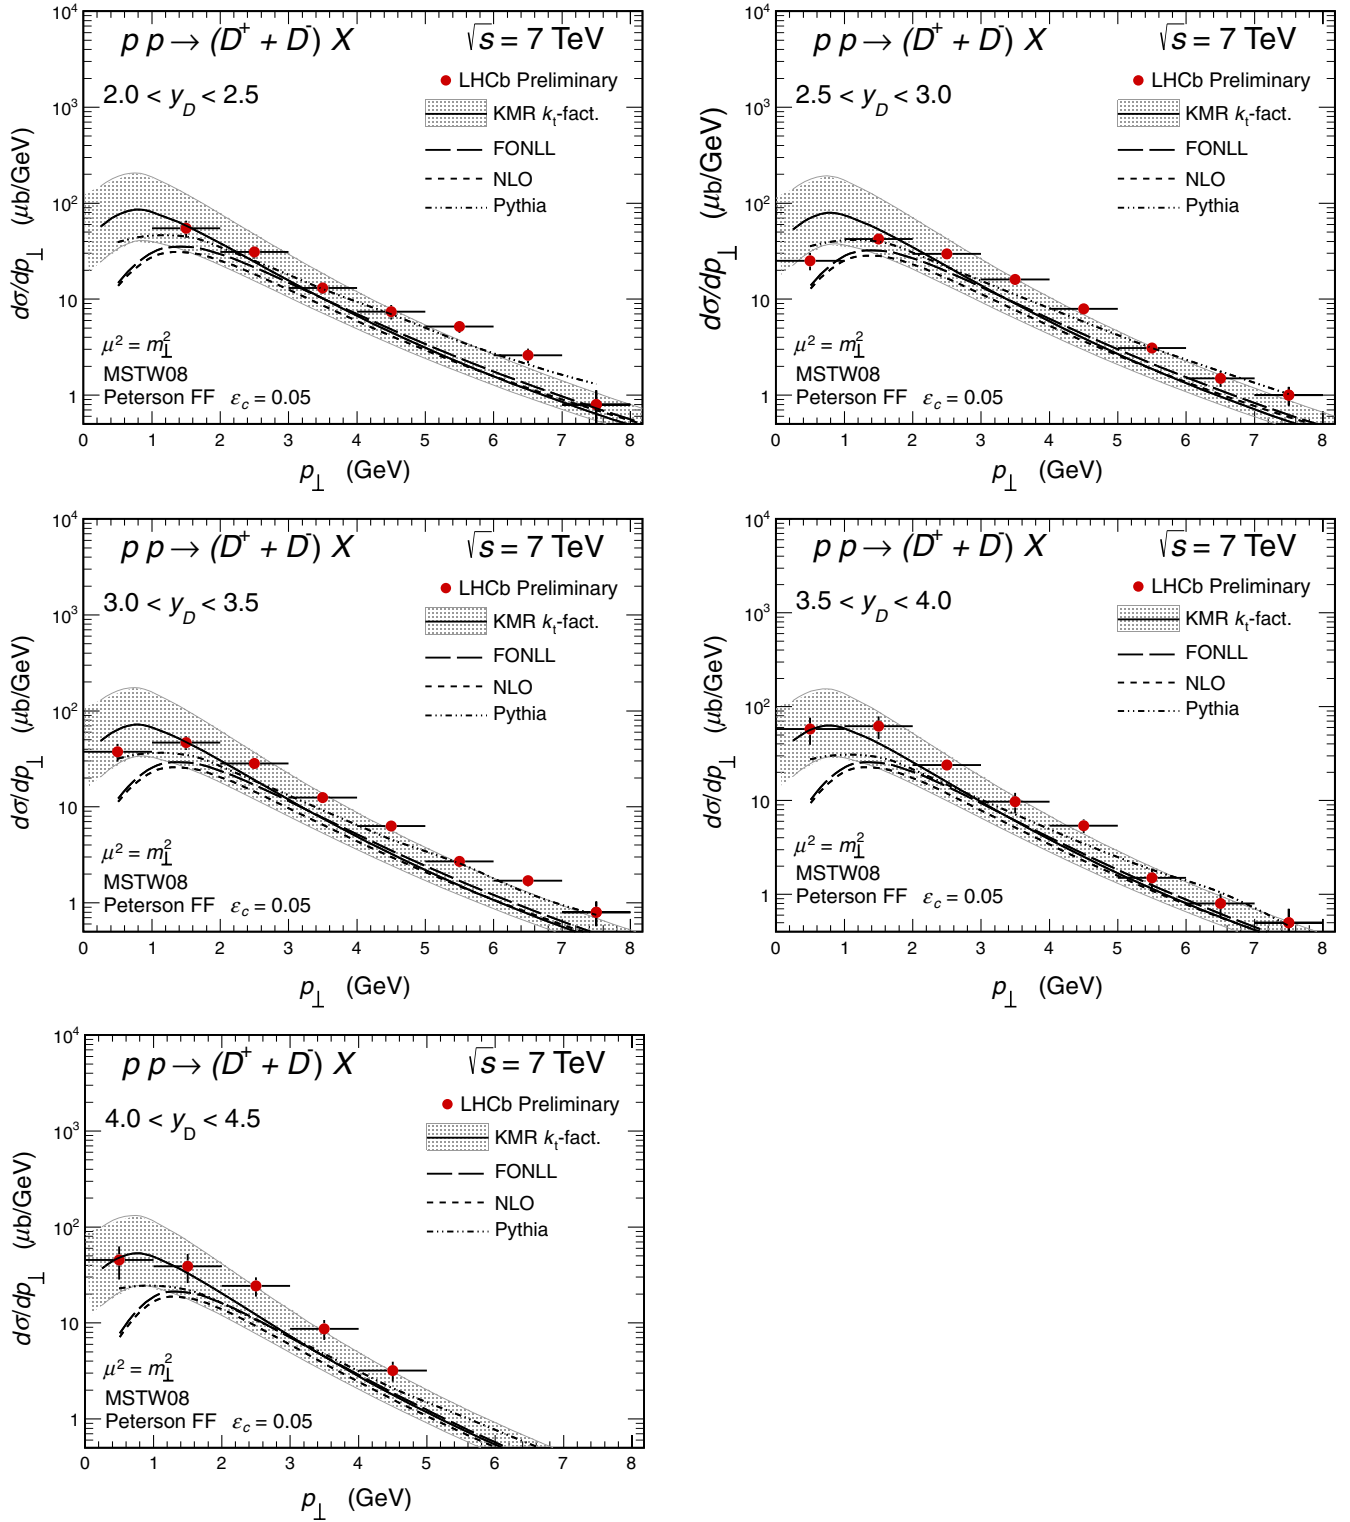 p p → (D⁺ + D⁻) X √s = 7 TeV
2.0 < y_D < 2.5
LHCb Preliminary
KMR k_t-fact.
FONLL
NLO
Pythia
μ² = m²_⊥
MSTW08
Peterson FF ε_c = 0.05
dσ/dp_⊥ (μb/GeV)
10⁴
10³
10²
10
1
0 1 2 3 4 5 6 7 8
p_⊥ (GeV)
p p → (D⁺ + D⁻) X √s = 7 TeV
2.5 < y_D < 3.0
LHCb Preliminary
KMR k_t-fact.
FONLL
NLO
Pythia
μ² = m²_⊥
MSTW08
Peterson FF ε_c = 0.05
dσ/dp_⊥ (μb/GeV)
10⁴
10³
10²
10
1
0 1 2 3 4 5 6 7 8
p_⊥ (GeV)
p p → (D⁺ + D⁻) X √s = 7 TeV
3.0 < y_D < 3.5
LHCb Preliminary
KMR k_t-fact.
FONLL
NLO
Pythia
μ² = m²_⊥
MSTW08
Peterson FF ε_c = 0.05
dσ/dp_⊥ (μb/GeV)
10⁴
10³
10²
10
1
0 1 2 3 4 5 6 7 8
p_⊥ (GeV)
p p → (D⁺ + D⁻) X √s = 7 TeV
3.5 < y_D < 4.0
LHCb Preliminary
KMR k_t-fact.
FONLL
NLO
Pythia
μ² = m²_⊥
MSTW08
Peterson FF ε_c = 0.05
dσ/dp_⊥ (μb/GeV)
10⁴
10³
10²
10
1
0 1 2 3 4 5 6 7 8
p_⊥ (GeV)
p p → (D⁺ + D⁻) X √s = 7 TeV
4.0 < y_D < 4.5
LHCb Preliminary
KMR k_t-fact.
FONLL
NLO
Pythia
μ² = m²_⊥
MSTW08
Peterson FF ε_c = 0.05
dσ/dp_⊥ (μb/GeV)
10⁴
10³
10²
10
1
0 1 2 3 4 5 6 7 8
p_⊥ (GeV)